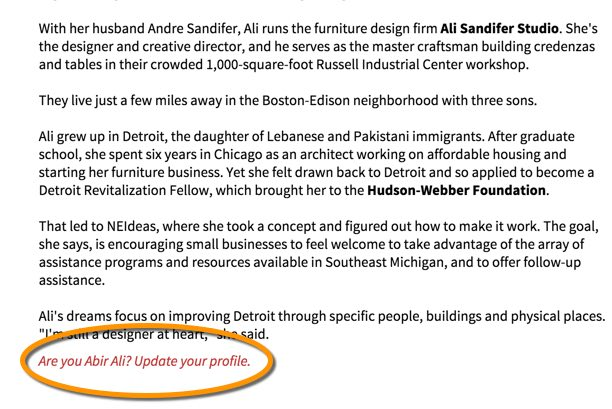 With her husband Andre Sandifer, Ali runs the furniture design firm Ali Sandifer Studio. She's
the designer and creative director, and he serves as the master craftsman building credenzas
and tables in their crowded 1,000-square-foot Russell Industrial Center workshop.
They live just a few miles away in the Boston-Edison neighborhood with three sons.
Ali grew up in Detroit, the daughter of Lebanese and Pakistani immigrants. After graduate
school, she spent six years in Chicago as an architect working on affordable housing and
starting her furniture business. Yet she felt drawn back to Detroit and so applied to become a
Detroit Revitalization Fellow, which brought her to the Hudson-Webber Foundation.
That led to NEIdeas, where she took a concept and figured out how to make it work. The goal,
she says, is encouraging small businesses to feel welcome to take advantage of the array of
assistance programs and resources available in Southeast Michigan, and to offer follow-up
assistance.
Ali's dreams focus on improving Detroit through specific people, buildings and physical places.
"I'm still a designer at heart," she said.
Are you Abir Ali? Update your profile.